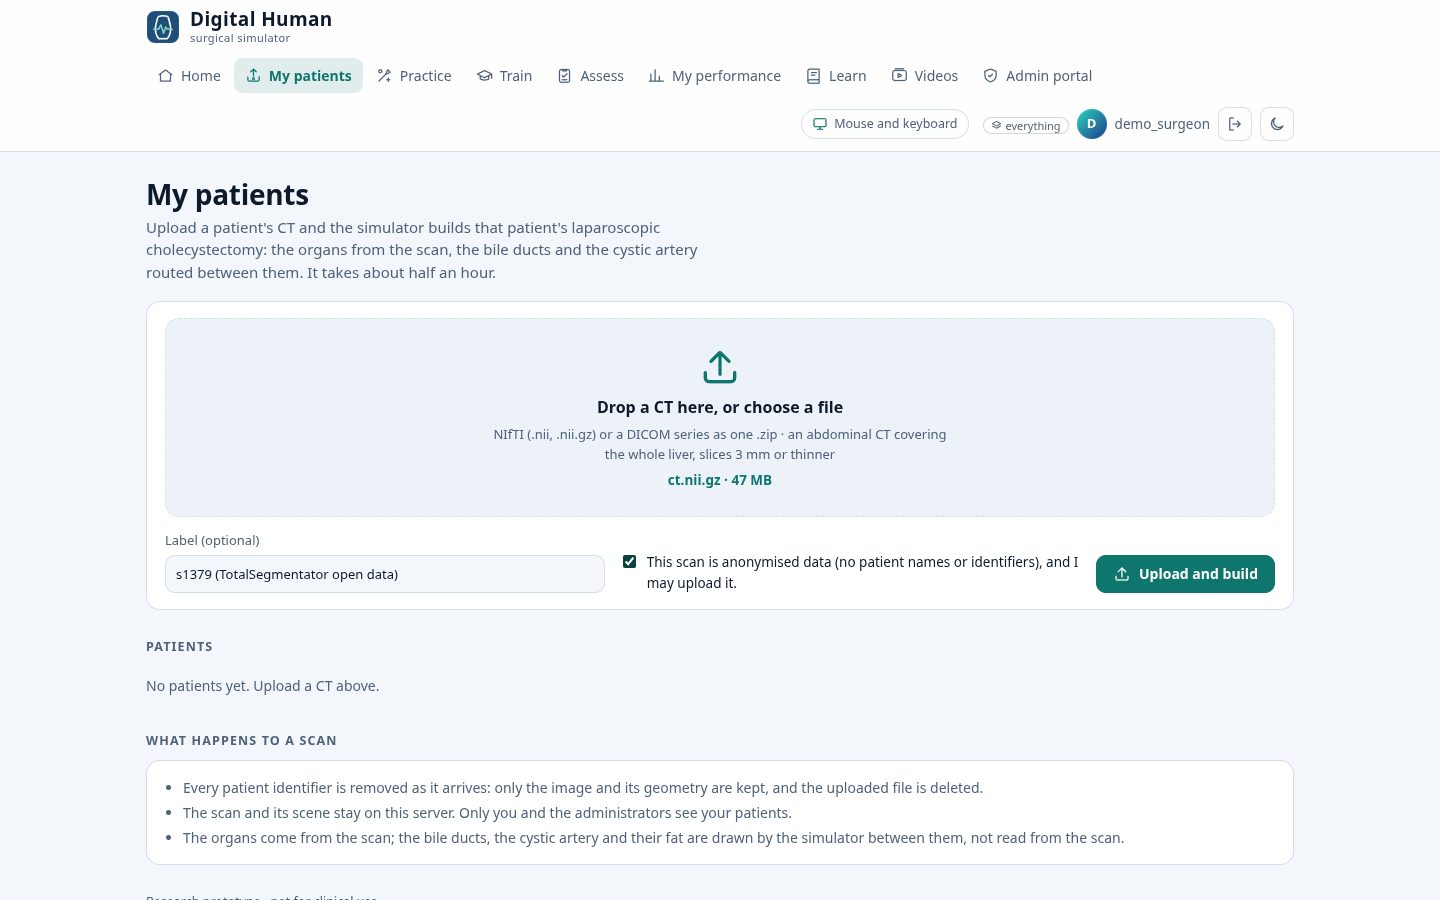 Digital Human
surgical simulator
Home
My patients
Practice
Train
Assess
My performance
Learn
Videos
Admin portal
Mouse and keyboard
everything
D
demo_surgeon
My patients
Upload a patient's CT and the simulator builds that patient's laparoscopic
cholecystectomy: the organs from the scan, the bile ducts and the cystic artery
routed between them. It takes about half an hour.
Drop a CT here, or choose a file
NIfTI (.nii, .nii.gz) or a DICOM series as one .zip · an abdominal CT covering
the whole liver, slices 3 mm or thinner
ct.nii.gz · 47 MB
Label (optional)
s1379 (TotalSegmentator open data)
This scan is anonymised data (no patient names or identifiers), and I
may upload it.
Upload and build
PATIENTS
No patients yet. Upload a CT above.
WHAT HAPPENS TO A SCAN
• Every patient identifier is removed as it arrives: only the image and its geometry are kept, and the uploaded file is deleted.
• The scan and its scene stay on this server. Only you and the administrators see your patients.
• The organs come from the scan; the bile ducts, the cystic artery and their fat are drawn by the simulator between them, not read from the scan.